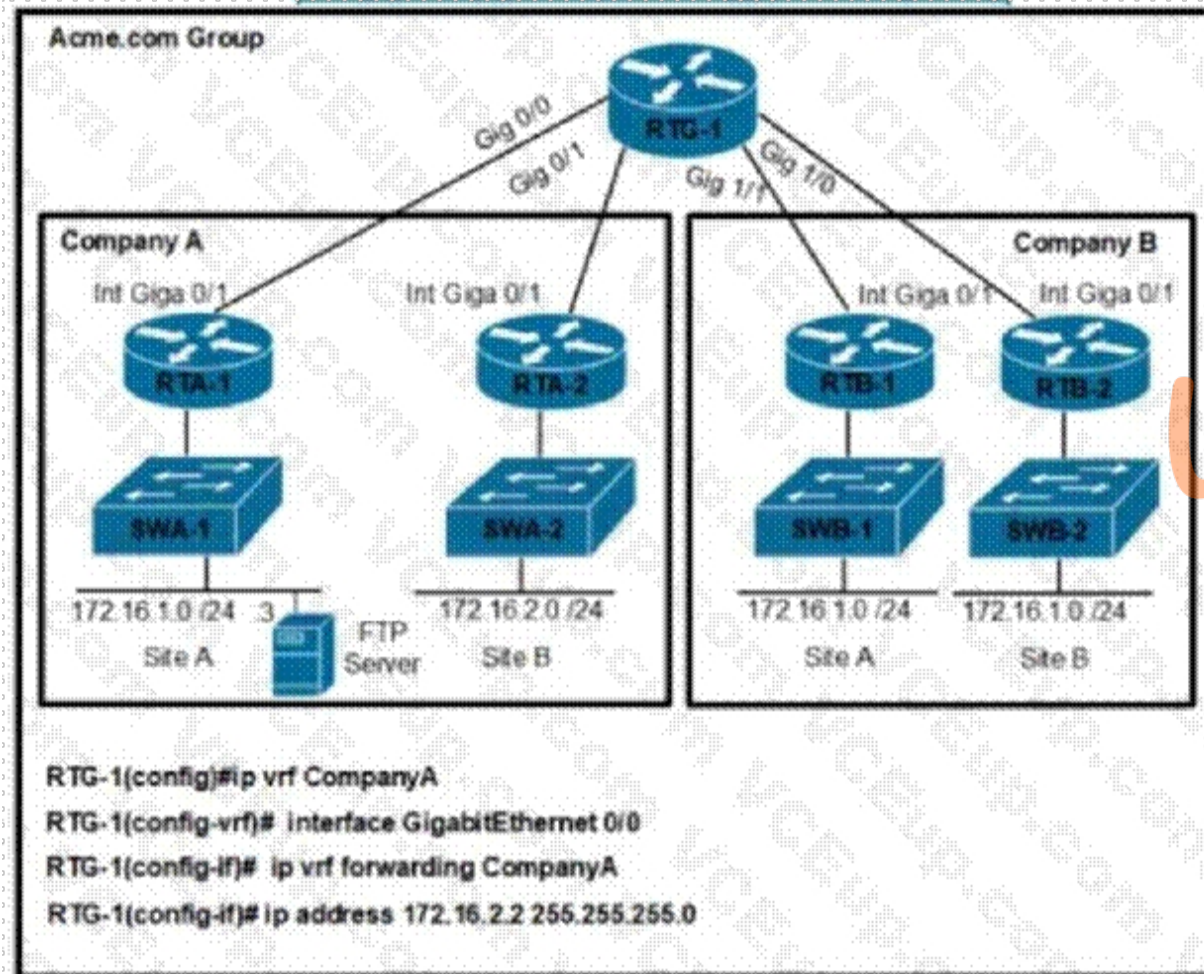 Acme.com Group
RTG-1
Gig 0/0
Gig 0/1
Gig 1/1
Gig 1/0
Company A
Company B
Int Giga 0/1
Int Giga 0/1
Int Giga 0/1
Int Giga 0/1
RTA-1
RTA-2
RTB-1
RTB-2
SWA-1
SWA-2
SWB-1
SWB-2
172.16.1.0 /24
.3
172.16.2.0 /24
172.16.1.0 /24
172.16.1.0 /24
FTP
Server
Site A
Site B
Site A
Site B
RTG-1(config)#ip vrf CompanyA
RTG-1(config-vrf)# interface GigabitEthernet 0/0
RTG-1(config-if)# ip vrf forwarding CompanyA
RTG-1(config-if)# ip address 172.16.2.2 255.255.255.0